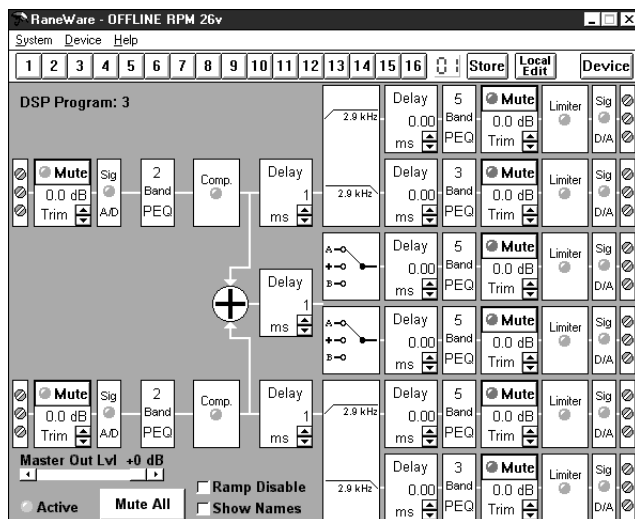 RaneWare - OFFLINE RPM 26v
System Device Help
1 2 3 4 5 6 7 8 9 10 11 12 13 14 15 16 01 Store Local Edit Device
DSP Program: 3
2.9 kHz
Delay 0.00 ms
5 Band PEQ
Mute 0.0 dB Trim
Limiter
Sig D/A
Mute 0.0 dB Trim
Sig A/D
2 Band PEQ
Comp.
Delay 1 ms
2.9 kHz
Delay 0.00 ms
3 Band PEQ
Mute 0.0 dB Trim
Limiter
Sig D/A
A + B
Delay 0.00 ms
5 Band PEQ
Mute 0.0 dB Trim
Limiter
Sig D/A
+
Delay 1 ms
A + B
Delay 0.00 ms
5 Band PEQ
Mute 0.0 dB Trim
Limiter
Sig D/A
Mute 0.0 dB Trim
Sig A/D
2 Band PEQ
Comp.
Delay 1 ms
2.9 kHz
Delay 0.00 ms
5 Band PEQ
Mute 0.0 dB Trim
Limiter
Sig D/A
2.9 kHz
Delay 0.00 ms
3 Band PEQ
Mute 0.0 dB Trim
Limiter
Sig D/A
Master Out Lvl +0 dB
Active
Mute All
Ramp Disable
Show Names